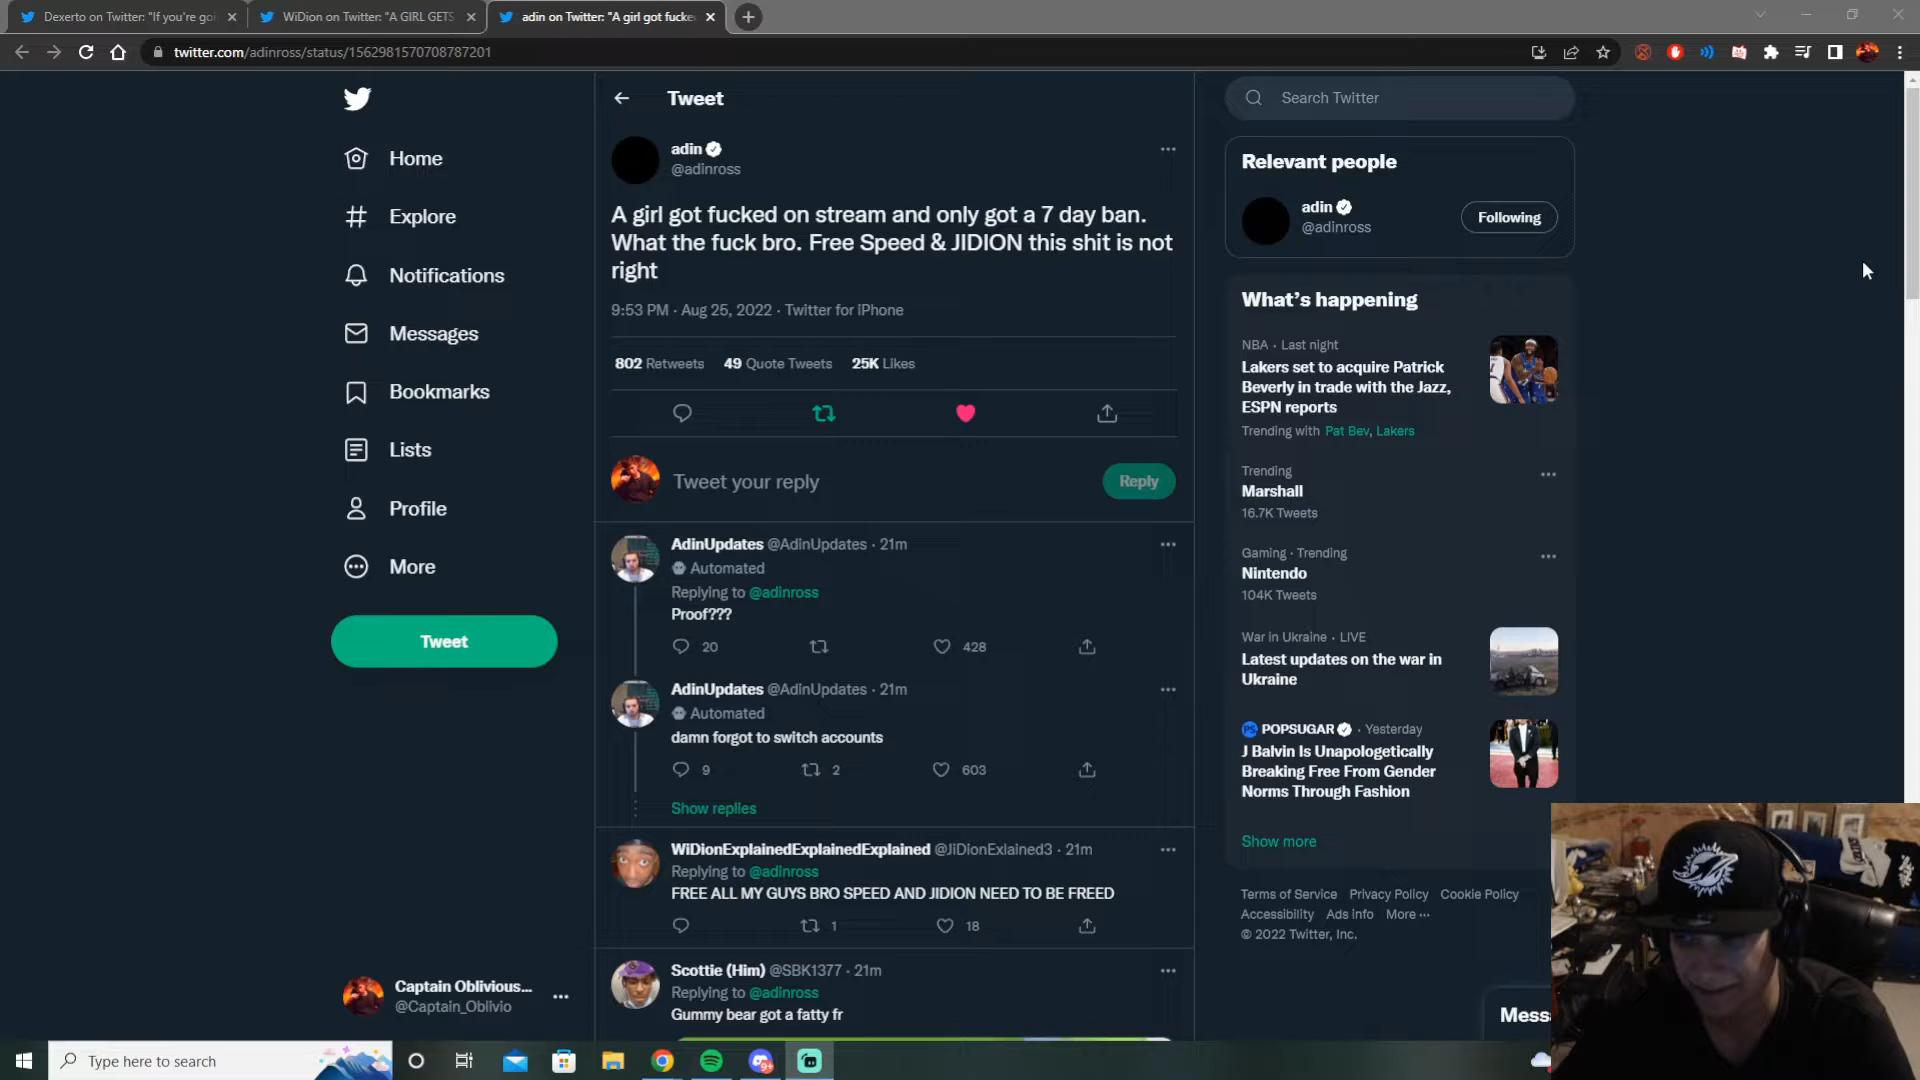 Dexerto on Twitter: "If you're goi
WiDion on Twitter: "A GIRL GETS
adin on Twitter: "A girl got fucke
twitter.com/adinross/status/1562981570708787201
Home
Explore
Notifications
Messages
Bookmarks
Lists
Profile
More
Tweet
Captain Oblivious...
@Captain_Oblivio
Tweet
adin
@adinross
A girl got fucked on stream and only got a 7 day ban.
What the fuck bro. Free Speed & JIDION this shit is not
right
9:53 PM · Aug 25, 2022 · Twitter for iPhone
802 Retweets 49 Quote Tweets 25K Likes
Tweet your reply
Reply
AdinUpdates @AdinUpdates · 21m
Automated
Replying to @adinross
Proof???
20 428
AdinUpdates @AdinUpdates · 21m
Automated
damn forgot to switch accounts
9 2 603
Show replies
WiDionExplainedExplainedExplained @JiDionExlained3 · 21m
Replying to @adinross
FREE ALL MY GUYS BRO SPEED AND JIDION NEED TO BE FREED
1 18
Scottie (Him) @SBK1377 · 21m
Replying to @adinross
Gummy bear got a fatty fr
Search Twitter
Relevant people
adin
@adinross
Following
What's happening
NBA · Last night
Lakers set to acquire Patrick
Beverly in trade with the Jazz,
ESPN reports
Trending with Pat Bev, Lakers
Trending
Marshall
16.7K Tweets
Gaming · Trending
Nintendo
104K Tweets
War in Ukraine · LIVE
Latest updates on the war in
Ukraine
POPSUGAR · Yesterday
J Balvin Is Unapologetically
Breaking Free From Gender
Norms Through Fashion
Show more
Terms of Service Privacy Policy Cookie Policy
Accessibility Ads info More ···
© 2022 Twitter, Inc.
Mess
Type here to search
9+